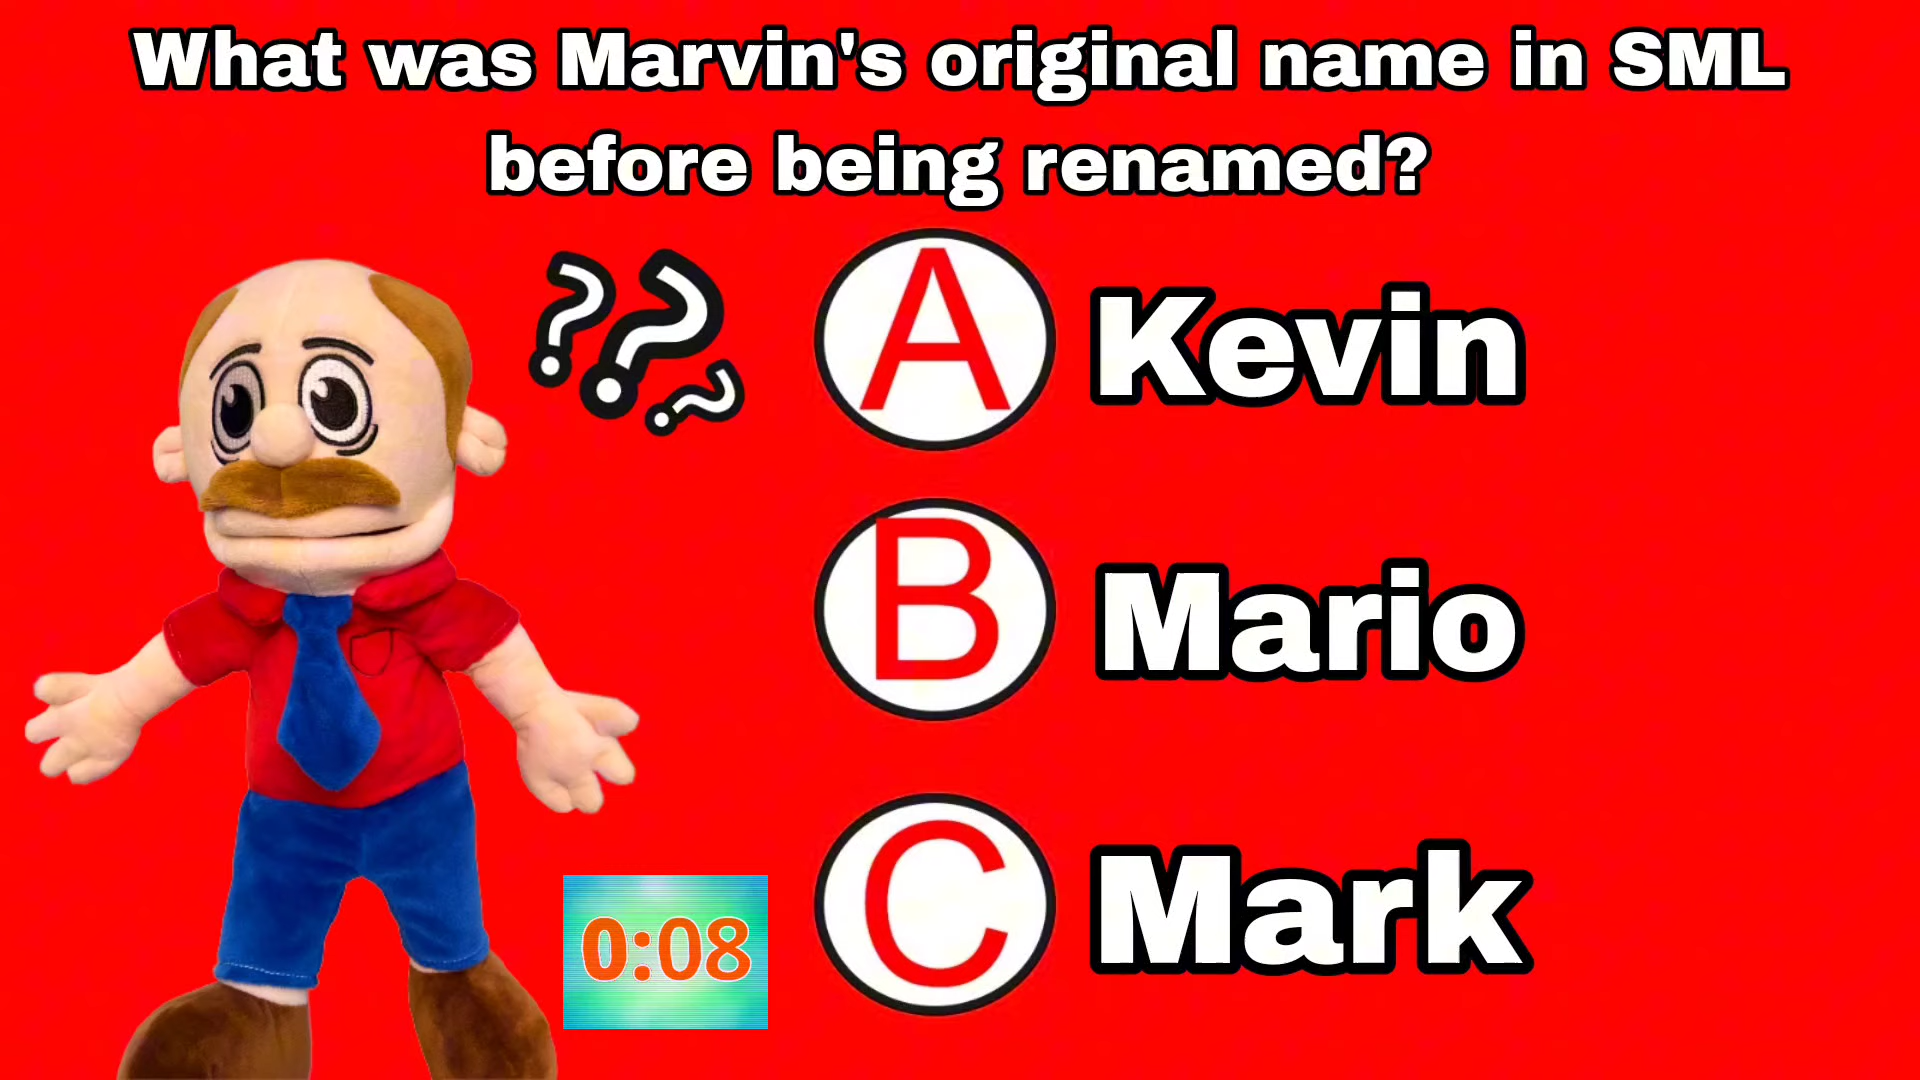 What was Marvin's original name in SML
before being renamed?
???
A Kevin
B Mario
C Mark
0:08